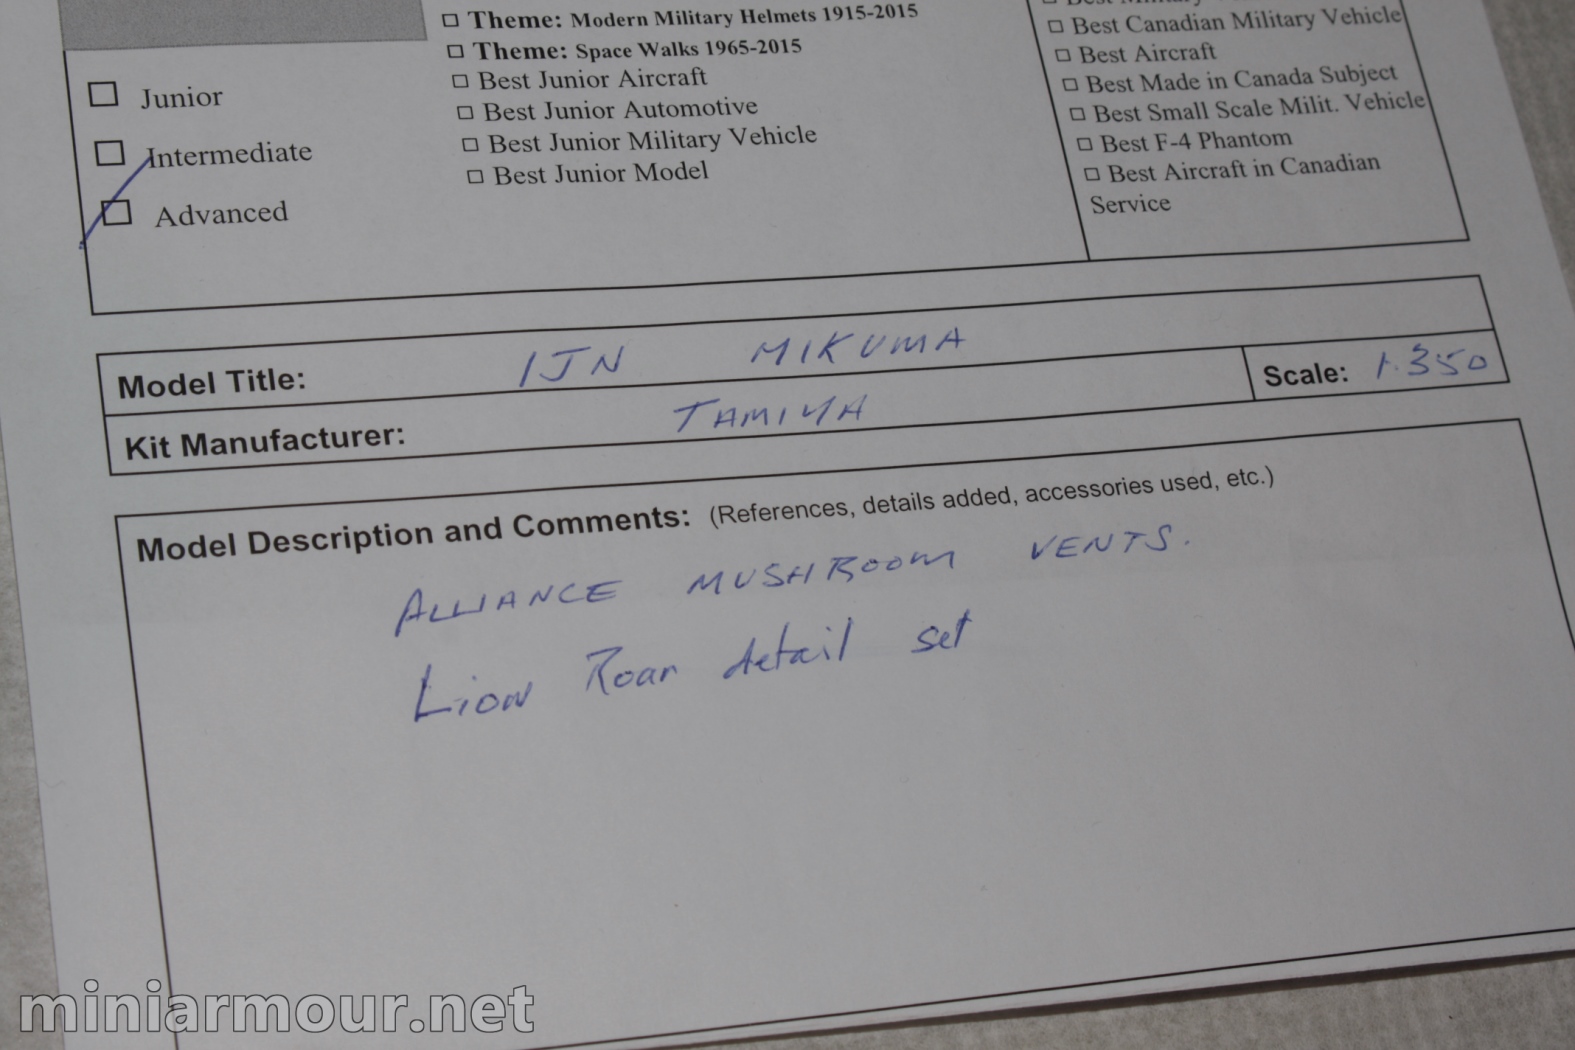 Theme: Modern Military Helmets 1915-2015
Theme: Space Walks 1965-2015
Best Junior Aircraft
Best Junior Automotive
Best Junior Military Vehicle
Best Junior Model
Best Canadian Military Vehicle
Best Aircraft
Best Made in Canada Subject
Best Small Scale Milit. Vehicle
Best F-4 Phantom
Best Aircraft in Canadian
Service
Junior
Intermediate
Advanced
Model Title: IJN MIKUMA
Kit Manufacturer: TAMIYA
Scale: 1:350
Model Description and Comments: (References, details added, accessories used, etc.)
ALLIANCE MUSHROOM VENTS.
Lion Roar detail set
miniarmour.net